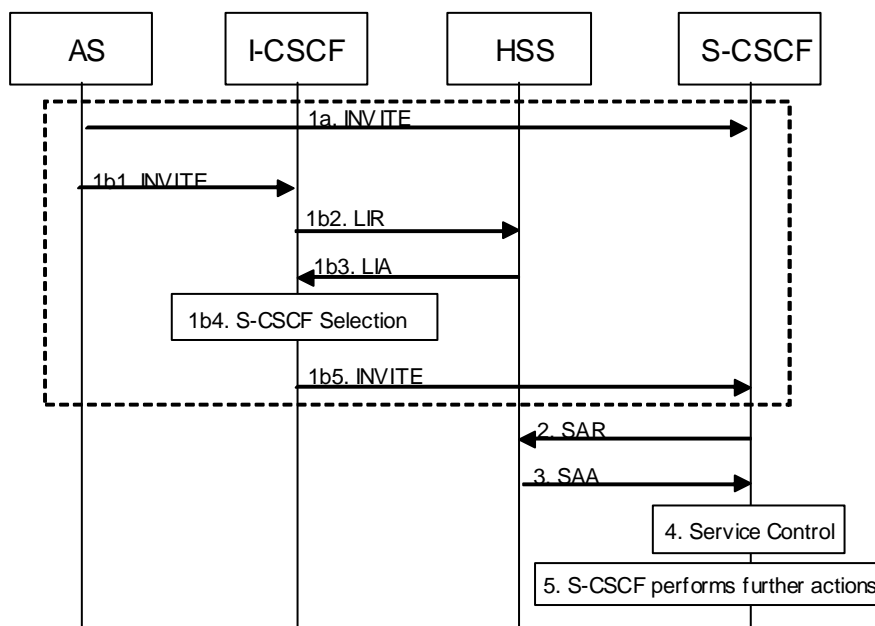 AS
I-CSCF
HSS
S-CSCF
1a. INVITE
1b1. INVITE
1b2. LIR
1b3. LIA
1b4. S-CSCF Selection
1b5. INVITE
2. SAR
3. SAA
4. Service Control
5. S-CSCF performs further actions